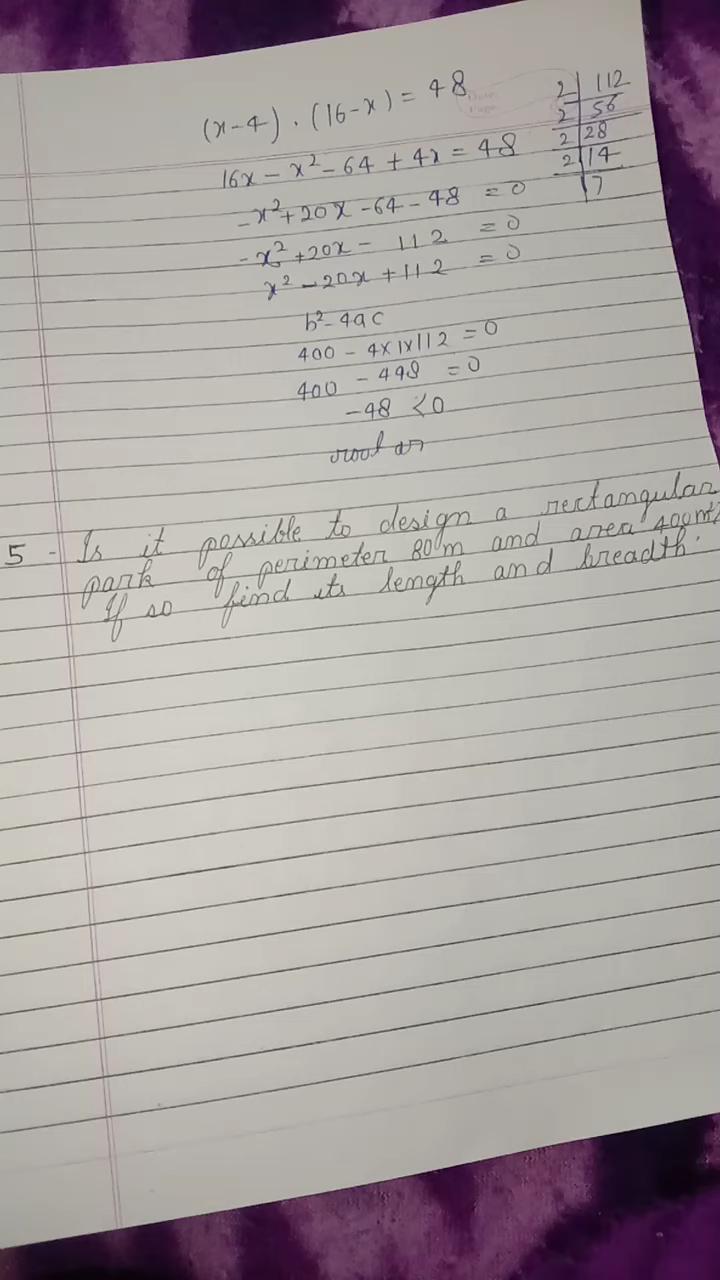 (x-4) . (16-x) = 48
16x - x² - 64 + 4x = 48
-x² + 20x - 64 - 48 = 0
-x² + 20x - 112 = 0
x² - 20x + 112 = 0
b² - 4ac
400 - 4x1x112 = 0
400 - 448 = 0
-48 < 0
2 112
2 56
2 28
2 14
7
5 - Is it possible to design a rectangular
park of perimeter 80m and area 400m².
If so find its length and breadth.